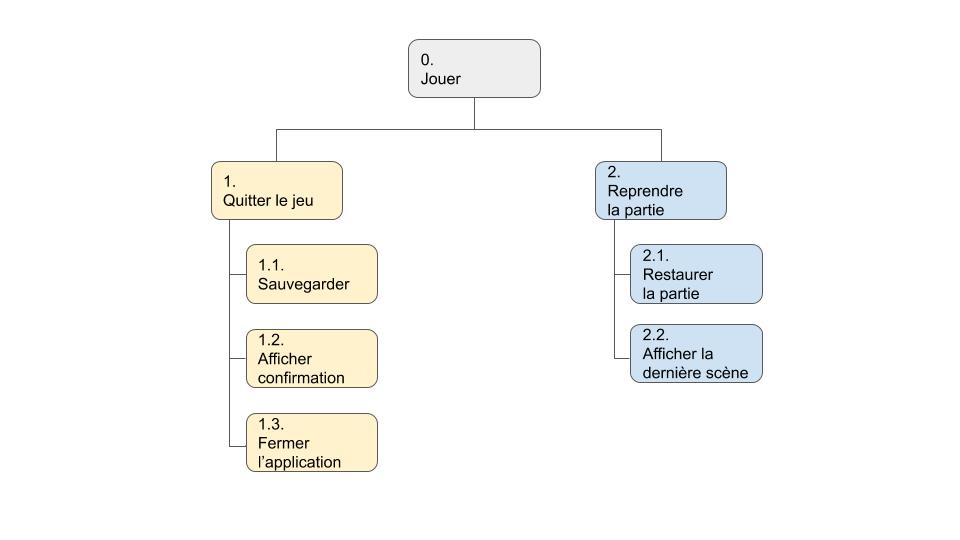 0.
Jouer
1.
Quitter le jeu
1.1.
Sauvegarder
1.2.
Afficher
confirmation
1.3.
Fermer
l’application
2.
Reprendre
la partie
2.1.
Restaurer
la partie
2.2.
Afficher la
dernière scène